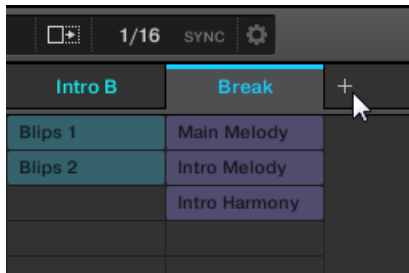 1/16 SYNC
Intro B Break +
Blips 1 Main Melody
Blips 2 Intro Melody
Intro Harmony